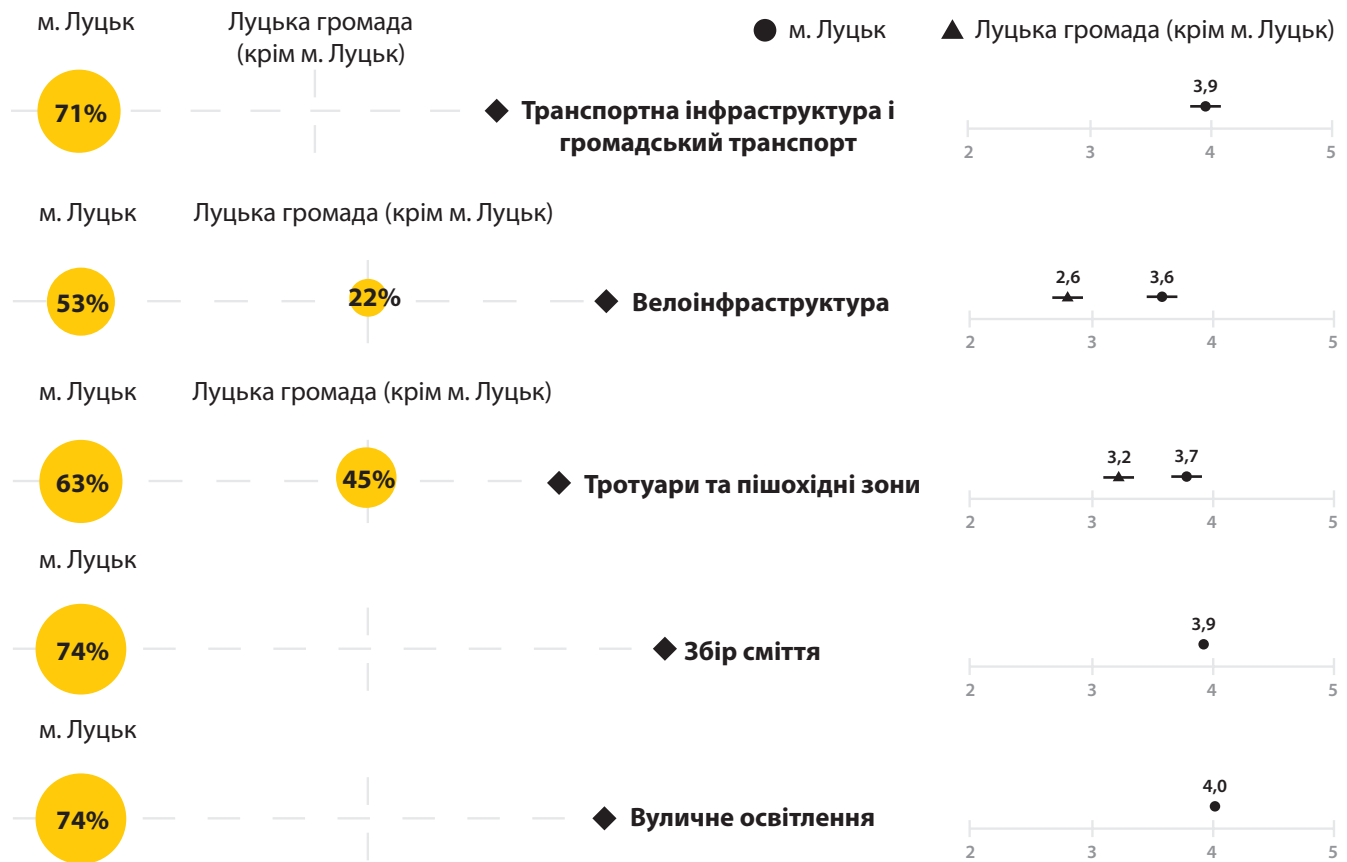 м. Луцьк
Луцька громада
(крім м. Луцьк)
● м. Луцьк ▲ Луцька громада (крім м. Луцьк)
71%
◆ Транспортна інфраструктура і
громадський транспорт
3,9
2 3 4 5
м. Луцьк Луцька громада (крім м. Луцьк)
53% 22%
◆ Велоінфраструктура
2,6 3,6
2 3 4 5
м. Луцьк Луцька громада (крім м. Луцьк)
63% 45%
◆ Тротуари та пішохідні зони
3,2 3,7
2 3 4 5
м. Луцьк
74%
◆ Збір сміття
3,9
2 3 4 5
м. Луцьк
74%
◆ Вуличне освітлення
4,0
2 3 4 5